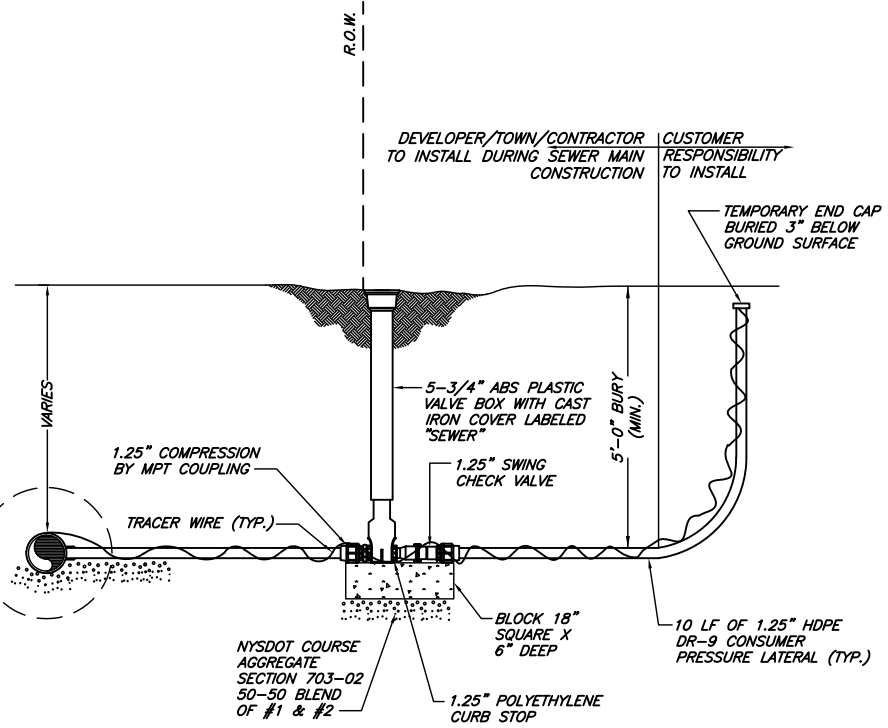 R.O.W.
DEVELOPER/TOWN/CONTRACTOR
TO INSTALL DURING SEWER MAIN
CONSTRUCTION
CUSTOMER
RESPONSIBILITY
TO INSTALL
TEMPORARY END CAP
BURIED 3" BELOW
GROUND SURFACE
VARIES
5-3/4" ABS PLASTIC
VALVE BOX WITH CAST
IRON COVER LABELED
"SEWER"
5'-0" BURY
(MIN.)
1.25" COMPRESSION
BY MPT COUPLING
1.25" SWING
CHECK VALVE
TRACER WIRE (TYP.)
BLOCK 18"
SQUARE X
6" DEEP
10 LF OF 1.25" HDPE
DR-9 CONSUMER
PRESSURE LATERAL (TYP.)
NYSDOT COURSE
AGGREGATE
SECTION 703-02
50-50 BLEND
OF #1 & #2
1.25" POLYETHYLENE
CURB STOP